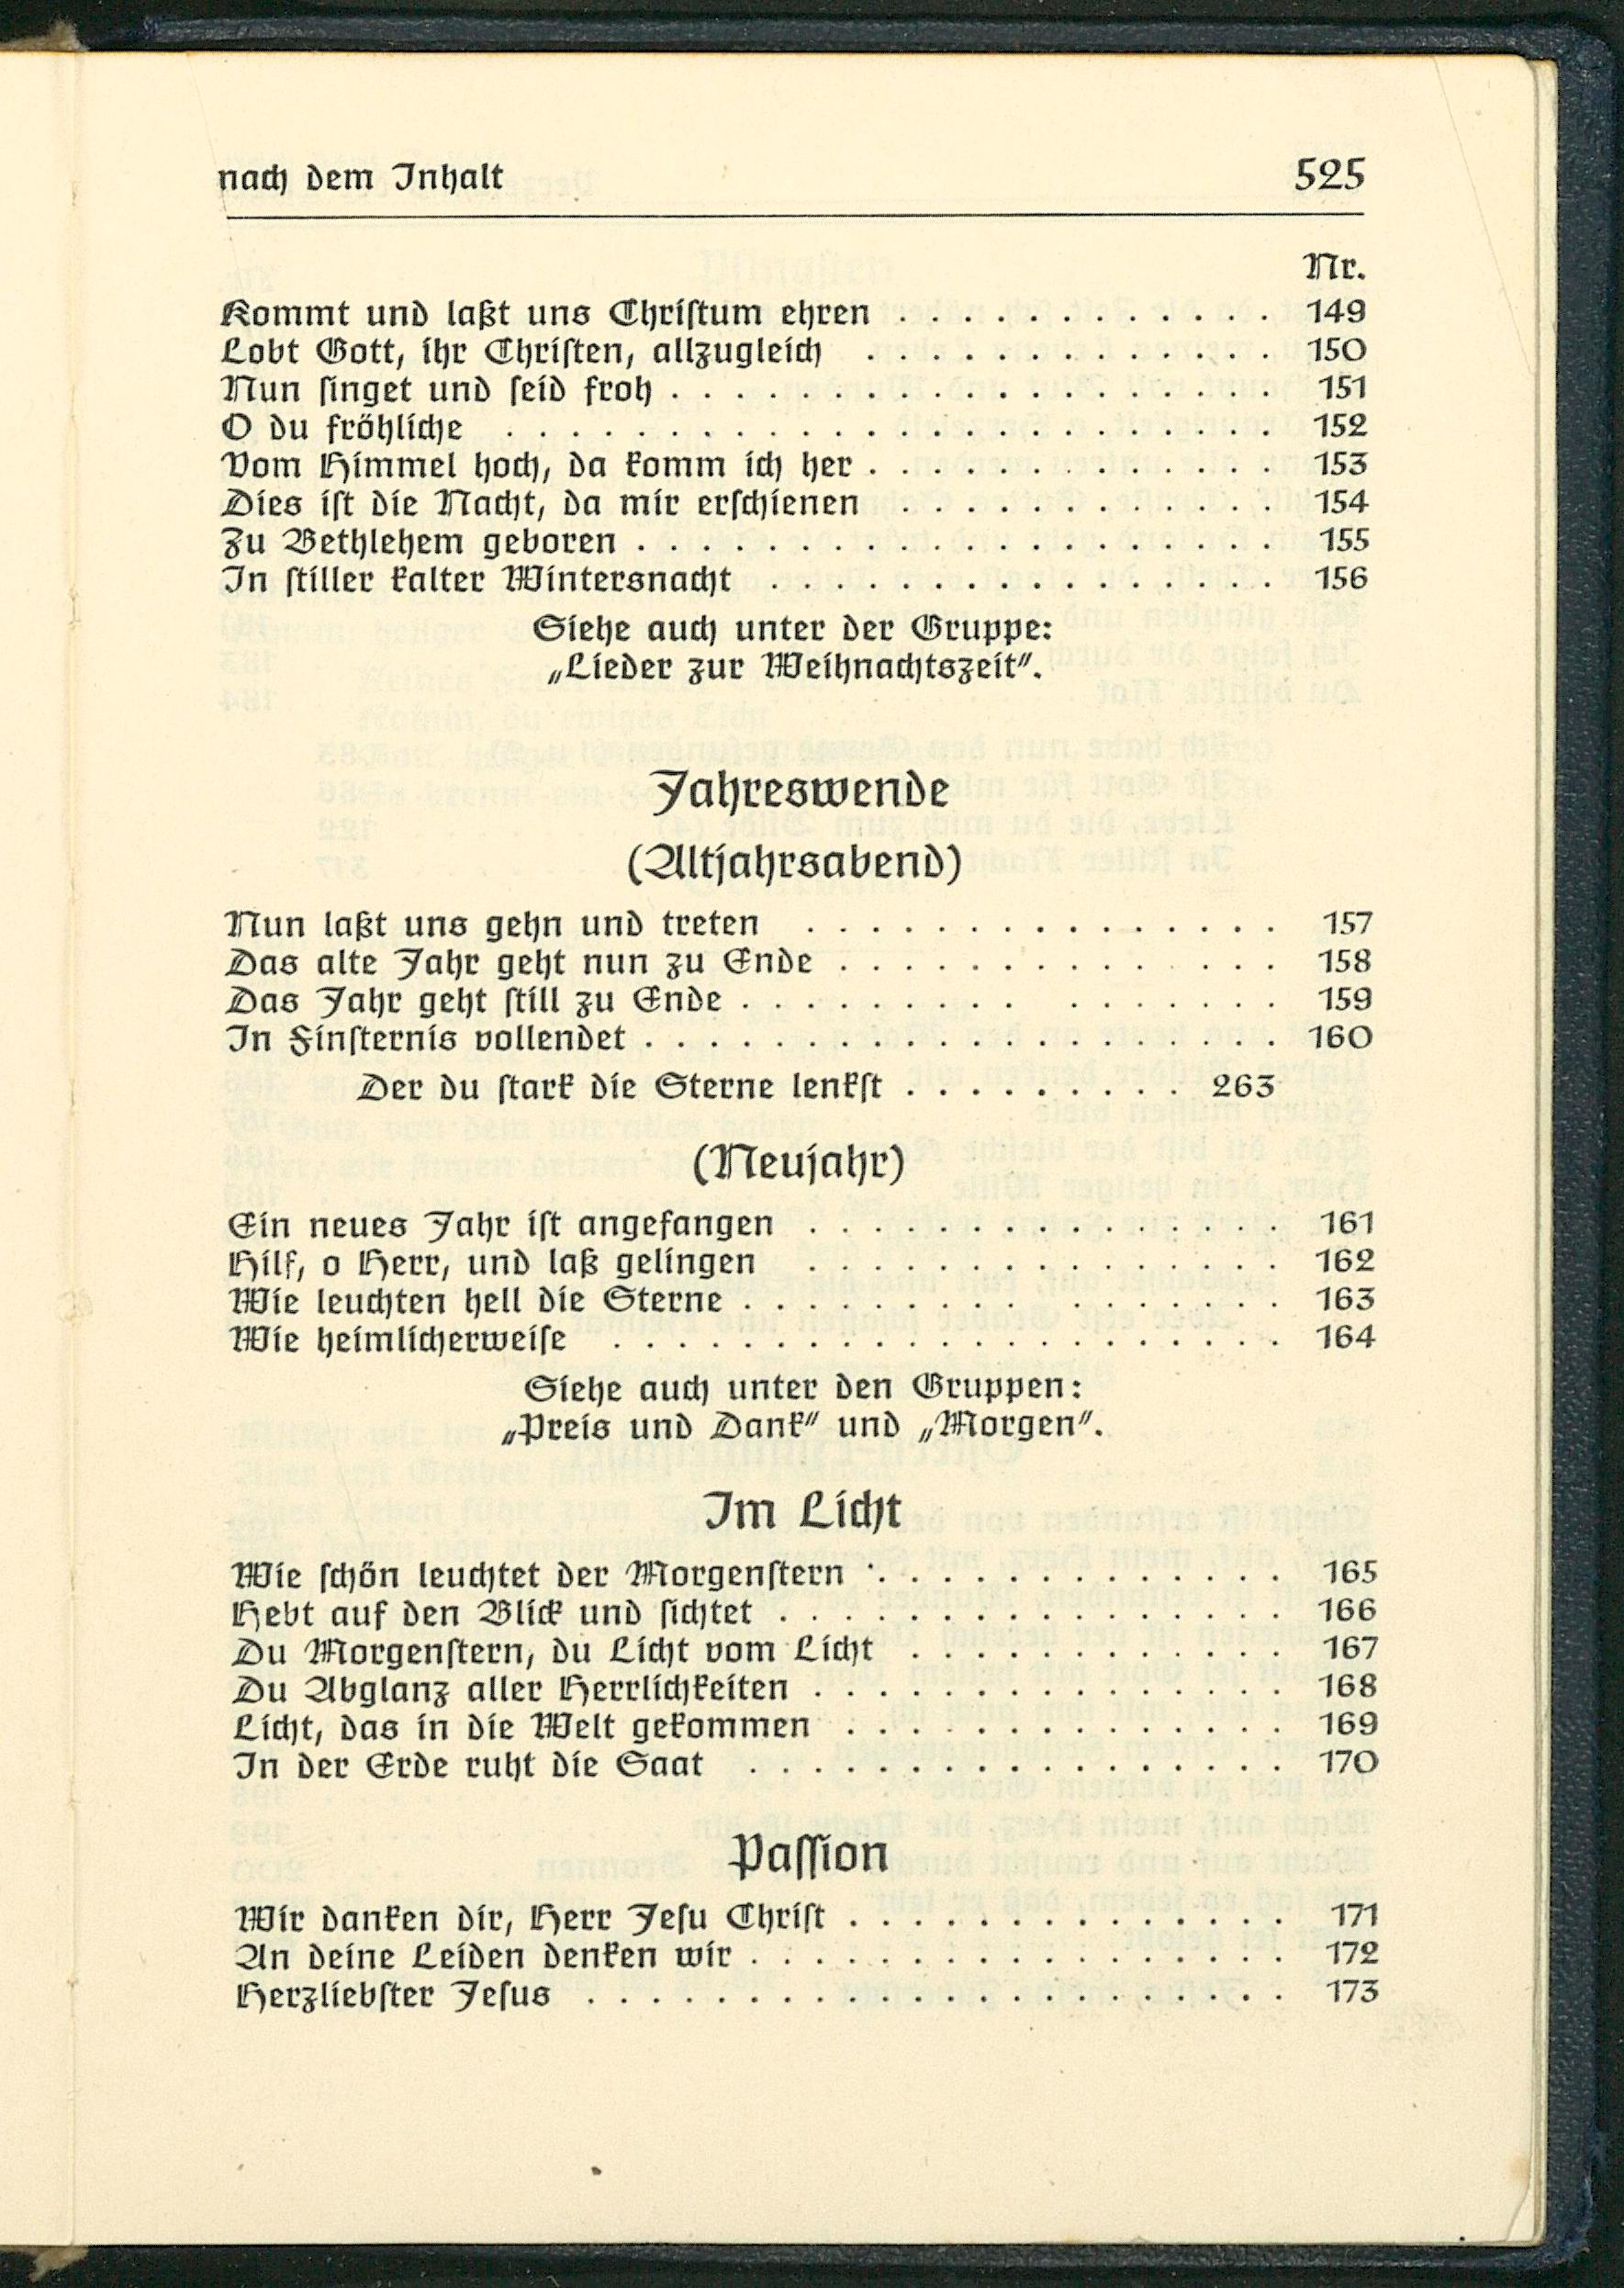 nach dem Inhalt 525
Nr.
Kommt und laßt uns Christum ehren . . . . . . . . . . . . 149
Lobt Gott, ihr Christen, allzugleich . . . . . . . . . . . . . 150
Nun singet und seid froh . . . . . . . . . . . . . . . . . . . 151
O du fröhliche . . . . . . . . . . . . . . . . . . . . . . . . 152
Vom Himmel hoch, da komm ich her . . . . . . . . . . . . . 153
Dies ist die Nacht, da mir erschienen . . . . . . . . . . . . 154
Zu Bethlehem geboren . . . . . . . . . . . . . . . . . . . . 155
In stiller kalter Wintersnacht . . . . . . . . . . . . . . . . 156
Siehe auch unter der Gruppe:
„Lieder zur Weihnachtszeit“.
Jahreswende
(Altjahrsabend)
Nun laßt uns gehn und treten . . . . . . . . . . . . . . . 157
Das alte Jahr geht nun zu Ende . . . . . . . . . . . . . . 158
Das Jahr geht still zu Ende . . . . . . . . . . . . . . . . 159
In Finsternis vollendet . . . . . . . . . . . . . . . . . . . . 160
Der du stark die Sterne lenkst . . . . . . . . . 263
(Neujahr)
Ein neues Jahr ist angefangen . . . . . . . . . . . . . . . 161
Hilf, o Herr, und laß gelingen . . . . . . . . . . . . . . . 162
Wie leuchten hell die Sterne . . . . . . . . . . . . . . . . . 163
Wie heimlicherweise . . . . . . . . . . . . . . . . . . . . . 164
Siehe auch unter den Gruppen:
„Preis und Dank“ und „Morgen“.
Im Licht
Wie schön leuchtet der Morgenstern . . . . . . . . . . . . . 165
Hebt auf den Blick und sichtet . . . . . . . . . . . . . . . . 166
Du Morgenstern, du Licht vom Licht . . . . . . . . . . . . 167
Du Abglanz aller Herrlichkeiten . . . . . . . . . . . . . . . 168
Licht, das in die Welt gekommen . . . . . . . . . . . . . . 169
In der Erde ruht die Saat . . . . . . . . . . . . . . . . . 170
Passion
Wir danken dir, Herr Jesu Christ . . . . . . . . . . . . . . 171
An deine Leiden denken wir . . . . . . . . . . . . . . . . . 172
Herzliebster Jesus . . . . . . . . . . . . . . . . . . . . . . 173